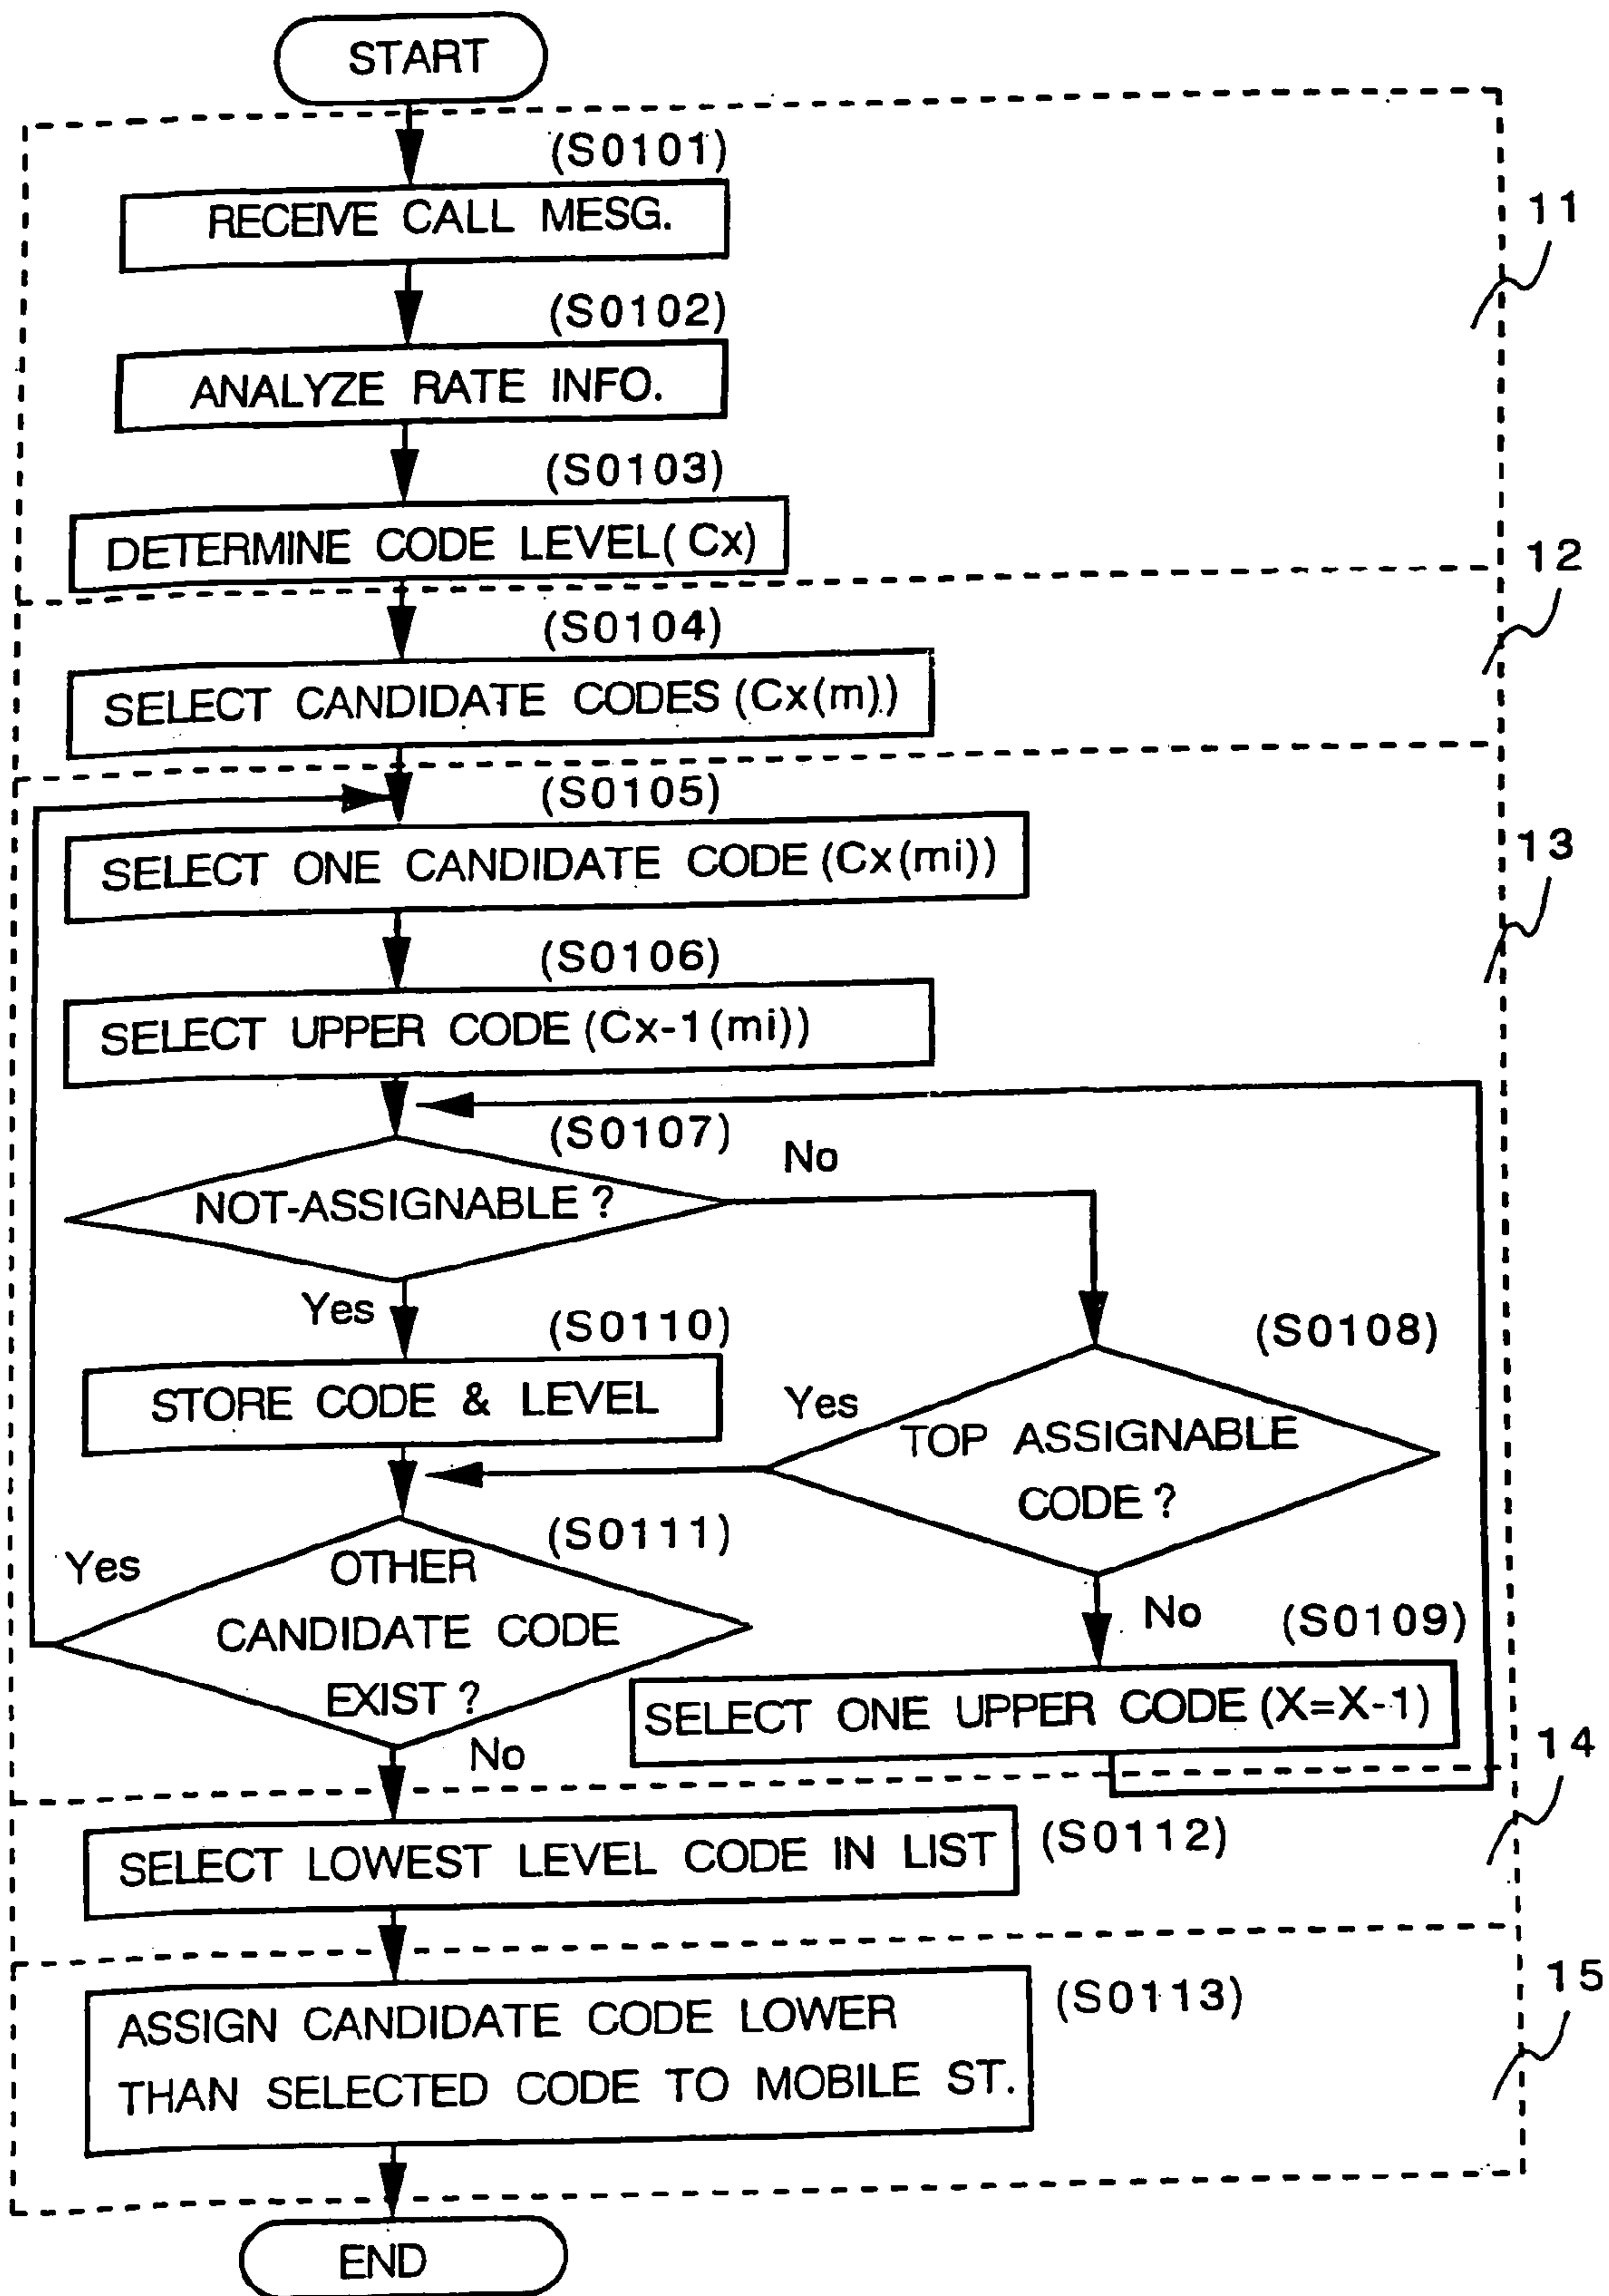 START
(S0101)
RECEIVE CALL MESG.
11
(S0102)
ANALYZE RATE INFO.
(S0103)
DETERMINE CODE LEVEL(Cx)
12
(S0104)
SELECT CANDIDATE CODES (Cx(m))
(S0105)
SELECT ONE CANDIDATE CODE (Cx(mi))
13
(S0106)
SELECT UPPER CODE (Cx-1(mi))
(S0107)
No
NOT-ASSIGNABLE ?
Yes
(S0110)
(S0108)
STORE CODE & LEVEL
Yes
TOP ASSIGNABLE
CODE ?
(S0111)
Yes
OTHER
CANDIDATE CODE
EXIST ?
No
No
(S0109)
SELECT ONE UPPER CODE (X=X-1)
14
SELECT LOWEST LEVEL CODE IN LIST
(S0112)
15
ASSIGN CANDIDATE CODE LOWER
THAN SELECTED CODE TO MOBILE ST.
(S0113)
END